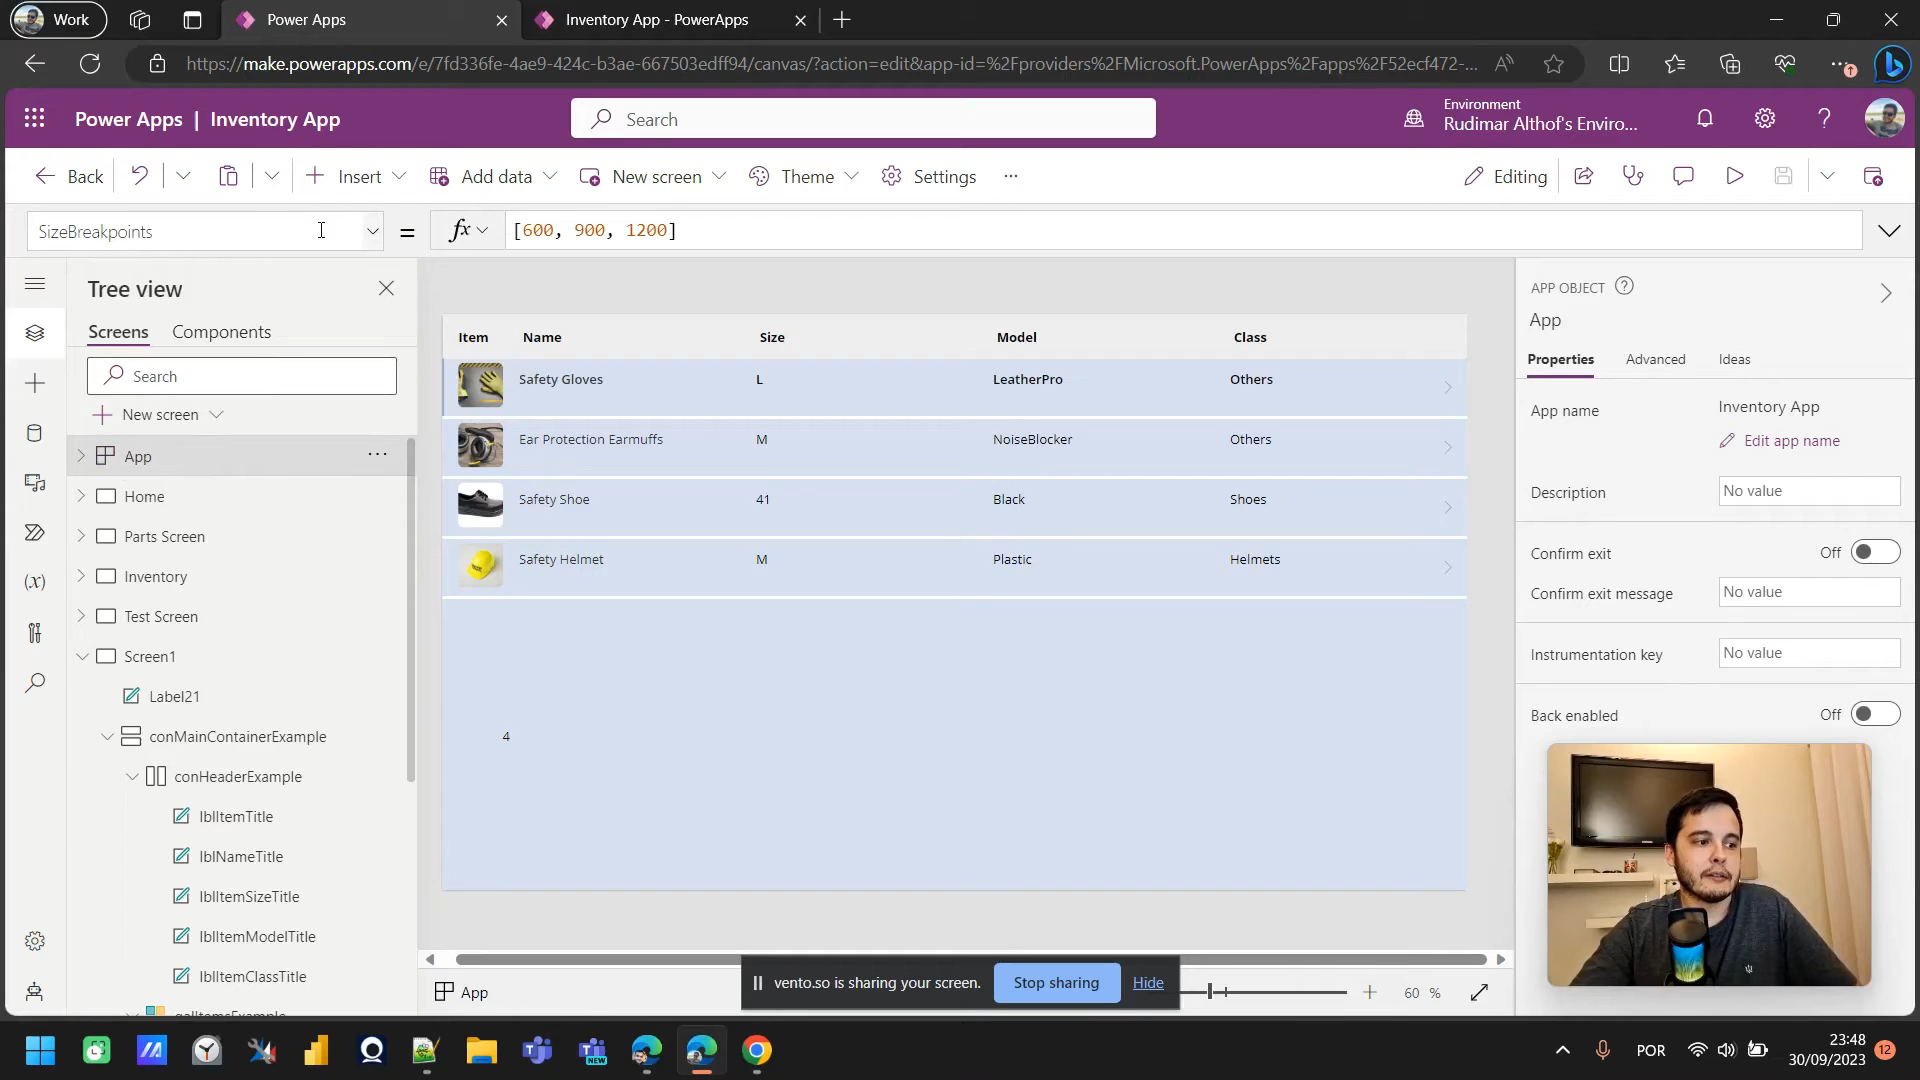 Work
Power Apps
Inventory App - PowerApps
https://make.powerapps.com/e/7fd336fe-4ae9-424c-b3ae-667503edff94/canvas/?action=edit&app-id=%2Fproviders%2FMicrosoft.PowerApps%2Fapps%2F52ecf472-...
Power Apps | Inventory App
Search
Environment
Rudimar Althof's Enviro...
Back
Insert
Add data
New screen
Theme
Settings
Editing
SizeBreakpoints
=
fx
[600, 900, 1200]
Tree view
Screens
Components
Search
New screen
App
Home
Parts Screen
Inventory
Test Screen
Screen1
Label21
conMainContainerExample
conHeaderExample
lblItemTitle
lblNameTitle
lblItemSizeTitle
lblItemModelTitle
lblItemClassTitle
galItemsExample
Item Name Size Model Class
Safety Gloves L LeatherPro Others
Ear Protection Earmuffs M NoiseBlocker Others
Safety Shoe 41 Black Shoes
Safety Helmet M Plastic Helmets
4
APP OBJECT
App
Properties
Advanced
Ideas
App name
Inventory App
Edit app name
Description
No value
Confirm exit
Off
Confirm exit message
No value
Instrumentation key
No value
Back enabled
Off
App
vento.so is sharing your screen.
Stop sharing
Hide
60 %
NEW
POR
23:48
30/09/2023
12